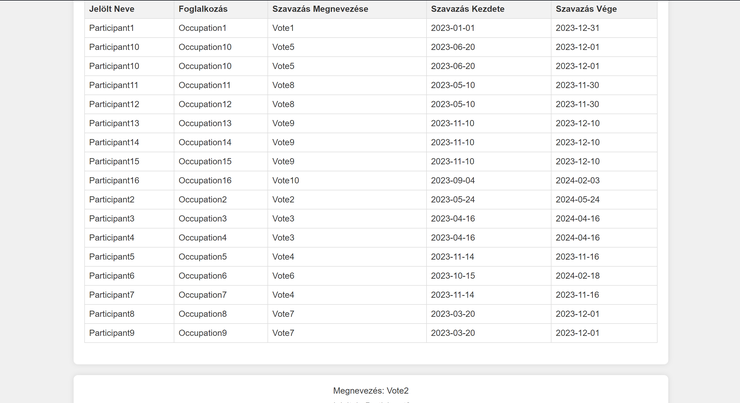 Jelölt Neve Foglalkozás Szavazás Megnevezése Szavazás Kezdete Szavazás Vége
Participant1 Occupation1 Vote1 2023-01-01 2023-12-31
Participant10 Occupation10 Vote5 2023-06-20 2023-12-01
Participant10 Occupation10 Vote5 2023-06-20 2023-12-01
Participant11 Occupation11 Vote8 2023-05-10 2023-11-30
Participant12 Occupation12 Vote8 2023-05-10 2023-11-30
Participant13 Occupation13 Vote9 2023-11-10 2023-12-10
Participant14 Occupation14 Vote9 2023-11-10 2023-12-10
Participant15 Occupation15 Vote9 2023-11-10 2023-12-10
Participant16 Occupation16 Vote10 2023-09-04 2024-02-03
Participant2 Occupation2 Vote2 2023-05-24 2024-05-24
Participant3 Occupation3 Vote3 2023-04-16 2024-04-16
Participant4 Occupation4 Vote3 2023-04-16 2024-04-16
Participant5 Occupation5 Vote4 2023-11-14 2023-11-16
Participant6 Occupation6 Vote6 2023-10-15 2024-02-18
Participant7 Occupation7 Vote4 2023-11-14 2023-11-16
Participant8 Occupation8 Vote7 2023-03-20 2023-12-01
Participant9 Occupation9 Vote7 2023-03-20 2023-12-01
Megnevezés: Vote2